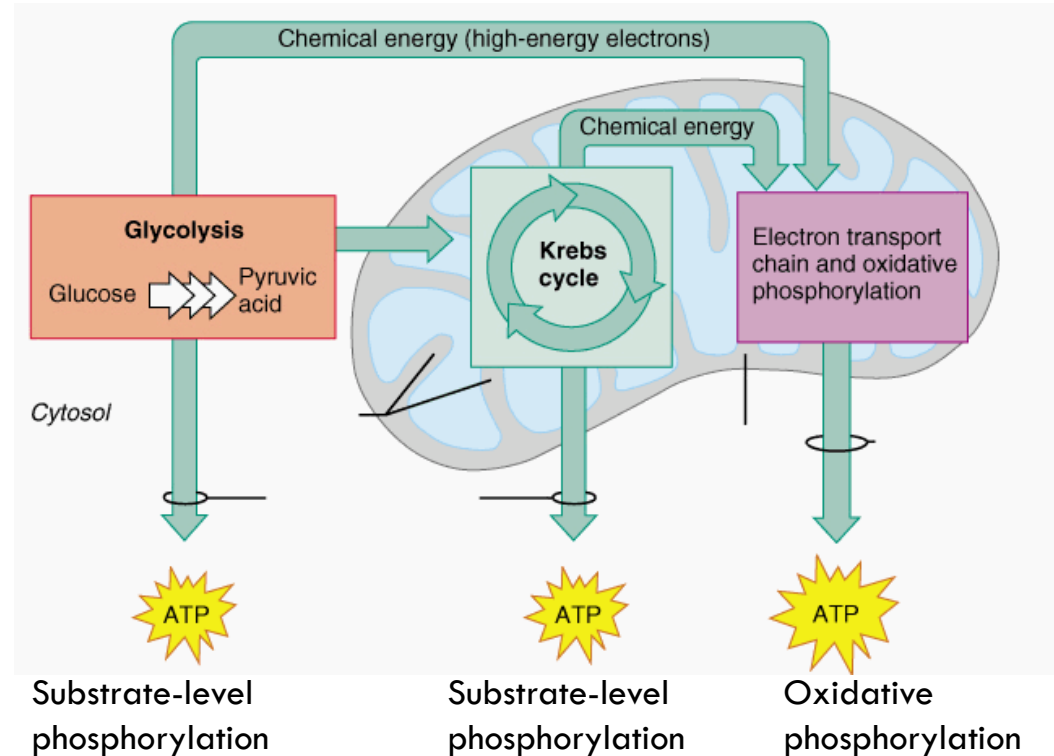 Chemical energy (high-energy electrons)
Chemical energy
Glycolysis
Glucose
Pyruvic
acid
Krebs
cycle
Electron transport
chain and oxidative
phosphorylation
Cytosol
ATP
ATP
ATP
Substrate-level
phosphorylation
Substrate-level
phosphorylation
Oxidative
phosphorylation